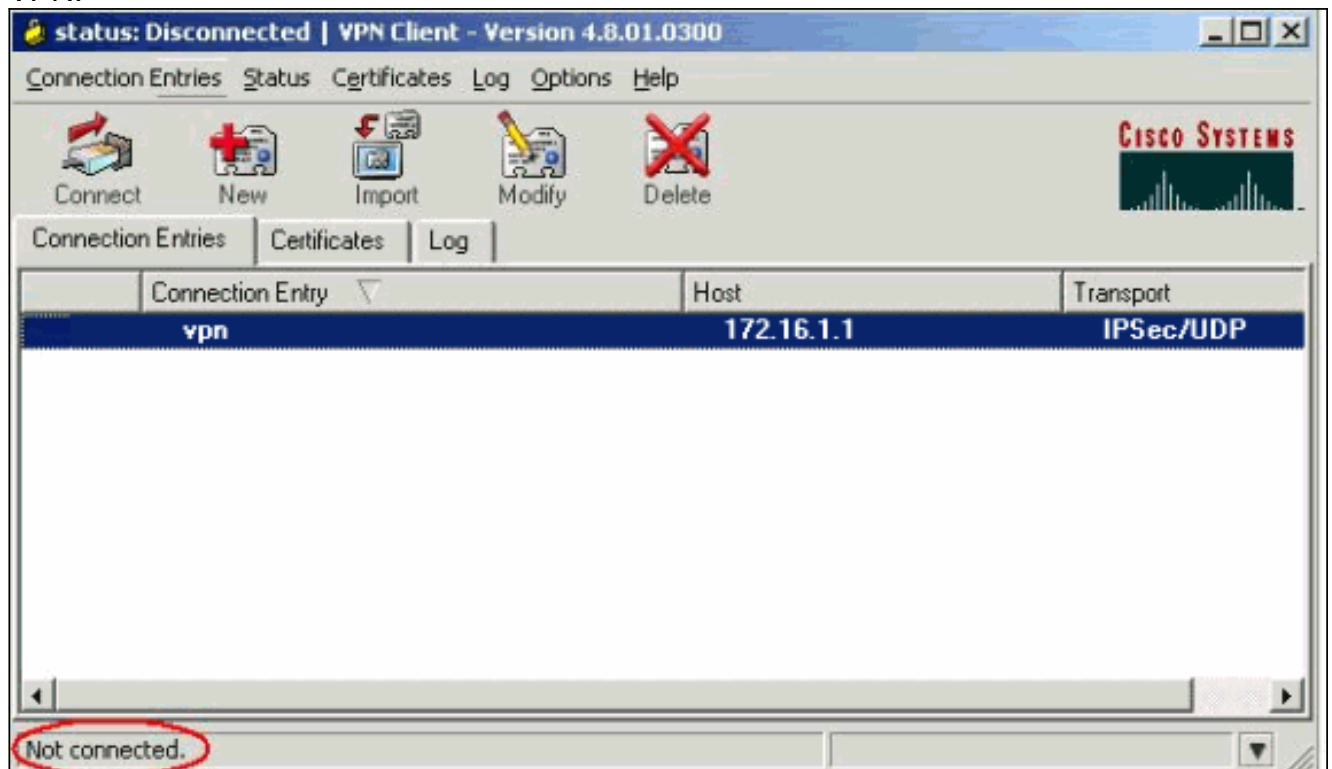 status: Disconnected | VPN Client - Version 4.8.01.0300
Connection Entries Status Certificates Log Options Help
CISCO SYSTEMS
Connect New Import Modify Delete
Connection Entries Certificates Log
Connection Entry Host Transport
vpn 172.16.1.1 IPSec/UDP
Not connected.